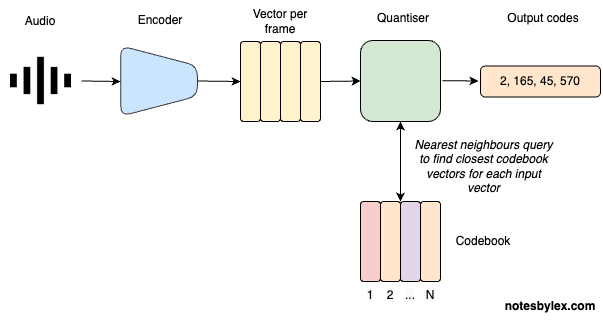 Audio
Encoder
Vector per
frame
Quantiser
Output codes
2, 165, 45, 570
Nearest neighbours query
to find closest codebook
vectors for each input
vector
Codebook
1 2 ... N
notesbylex.com